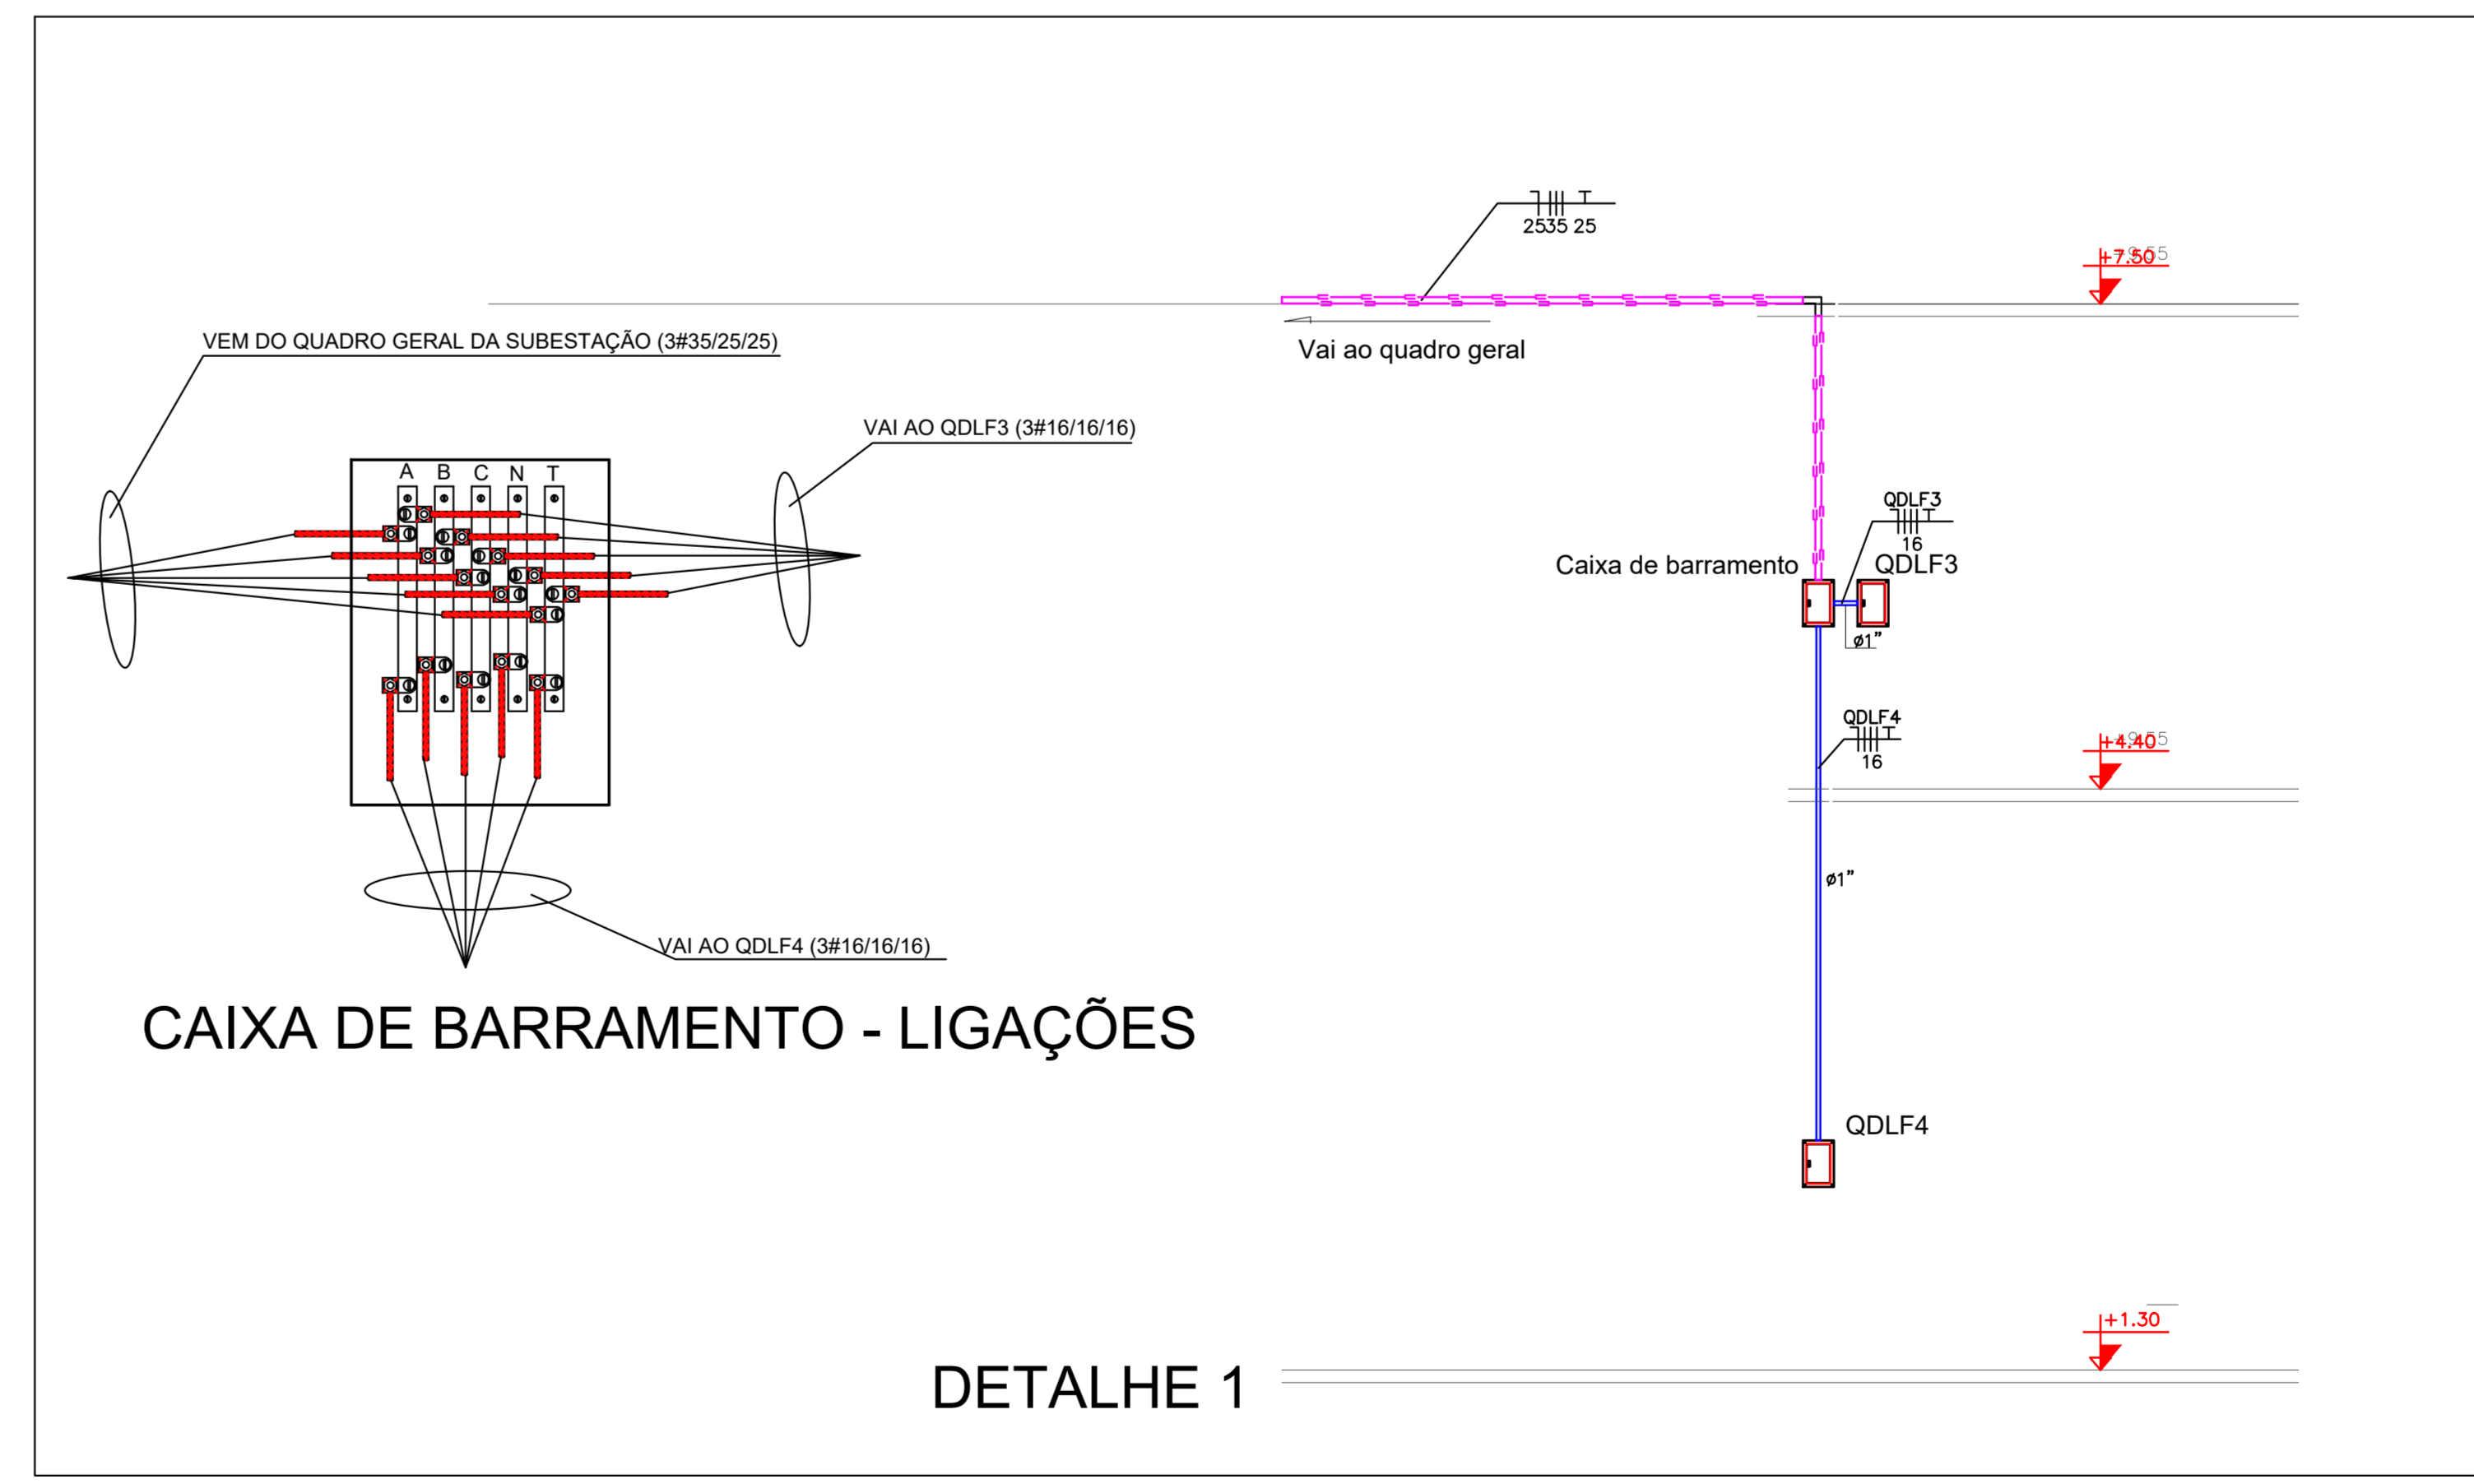 VEM DO QUADRO GERAL DA SUBESTAÇÃO (3#35/25/25)
VAI AO QDLF3 (3#16/16/16)
A B C N T
VAI AO QDLF4 (3#16/16/16)
CAIXA DE BARRAMENTO - LIGAÇÕES
2535 25
Vai ao quadro geral
+7.50
QDLF3
16
Caixa de barramento
QDLF3
ø1”
QDLF4
16
+4.40
ø1”
QDLF4
+1.30
DETALHE 1